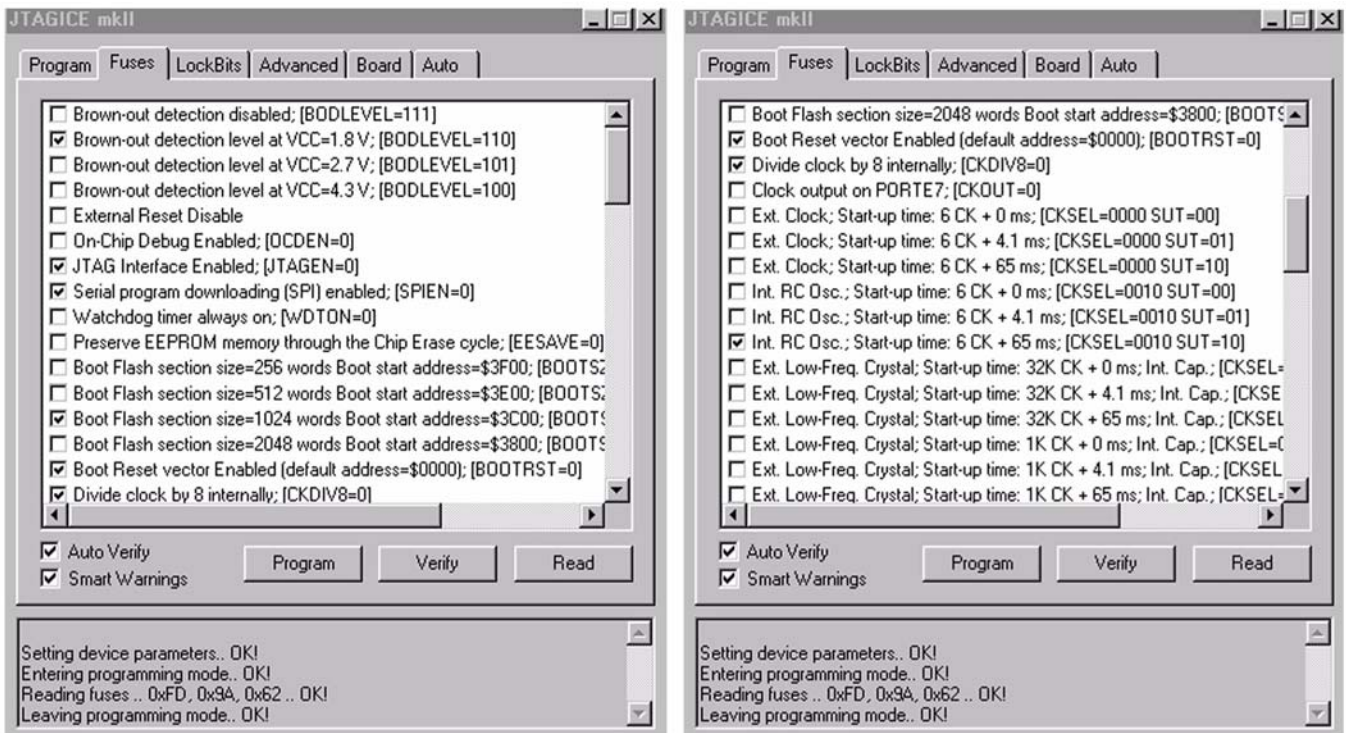 JTAGICE mkII
Program Fuses LockBits Advanced Board Auto
Brown-out detection disabled; [BODLEVEL=111]
Brown-out detection level at VCC=1.8 V; [BODLEVEL=110]
Brown-out detection level at VCC=2.7 V; [BODLEVEL=101]
Brown-out detection level at VCC=4.3 V; [BODLEVEL=100]
External Reset Disable
On-Chip Debug Enabled; [OCDEN=0]
JTAG Interface Enabled; [JTAGEN=0]
Serial program downloading (SPI) enabled; [SPIEN=0]
Watchdog timer always on; [WDTON=0]
Preserve EEPROM memory through the Chip Erase cycle; [EESAVE=0]
Boot Flash section size=256 words Boot start address=$3F00; [BOOTSZ
Boot Flash section size=512 words Boot start address=$3E00; [BOOTSZ
Boot Flash section size=1024 words Boot start address=$3C00; [BOOTS
Boot Flash section size=2048 words Boot start address=$3800; [BOOTS
Boot Reset vector Enabled (default address=$0000); [BOOTRST=0]
Divide clock by 8 internally; [CKDIV8=0]
Auto Verify
Smart Warnings
Program Verify Read
Setting device parameters.. OK!
Entering programming mode.. OK!
Reading fuses .. 0xFD, 0x9A, 0x62 .. OK!
Leaving programming mode.. OK!
JTAGICE mkII
Program Fuses LockBits Advanced Board Auto
Boot Flash section size=2048 words Boot start address=$3800; [BOOTS
Boot Reset vector Enabled (default address=$0000); [BOOTRST=0]
Divide clock by 8 internally; [CKDIV8=0]
Clock output on PORTE7; [CKOUT=0]
Ext. Clock; Start-up time: 6 CK + 0 ms; [CKSEL=0000 SUT=00]
Ext. Clock; Start-up time: 6 CK + 4.1 ms; [CKSEL=0000 SUT=01]
Ext. Clock; Start-up time: 6 CK + 65 ms; [CKSEL=0000 SUT=10]
Int. RC Osc.; Start-up time: 6 CK + 0 ms; [CKSEL=0010 SUT=00]
Int. RC Osc.; Start-up time: 6 CK + 4.1 ms; [CKSEL=0010 SUT=01]
Int. RC Osc.; Start-up time: 6 CK + 65 ms; [CKSEL=0010 SUT=10]
Ext. Low-Freq. Crystal; Start-up time: 32K CK + 0 ms; Int. Cap.; [CKSEL=
Ext. Low-Freq. Crystal; Start-up time: 32K CK + 4.1 ms; Int. Cap.; [CKSE
Ext. Low-Freq. Crystal; Start-up time: 32K CK + 65 ms; Int. Cap.; [CKSEL
Ext. Low-Freq. Crystal; Start-up time: 1K CK + 0 ms; Int. Cap.; [CKSEL=0
Ext. Low-Freq. Crystal; Start-up time: 1K CK + 4.1 ms; Int. Cap.; [CKSEL
Ext. Low-Freq. Crystal; Start-up time: 1K CK + 65 ms; Int. Cap.; [CKSEL=
Auto Verify
Smart Warnings
Program Verify Read
Setting device parameters.. OK!
Entering programming mode.. OK!
Reading fuses .. 0xFD, 0x9A, 0x62 .. OK!
Leaving programming mode.. OK!